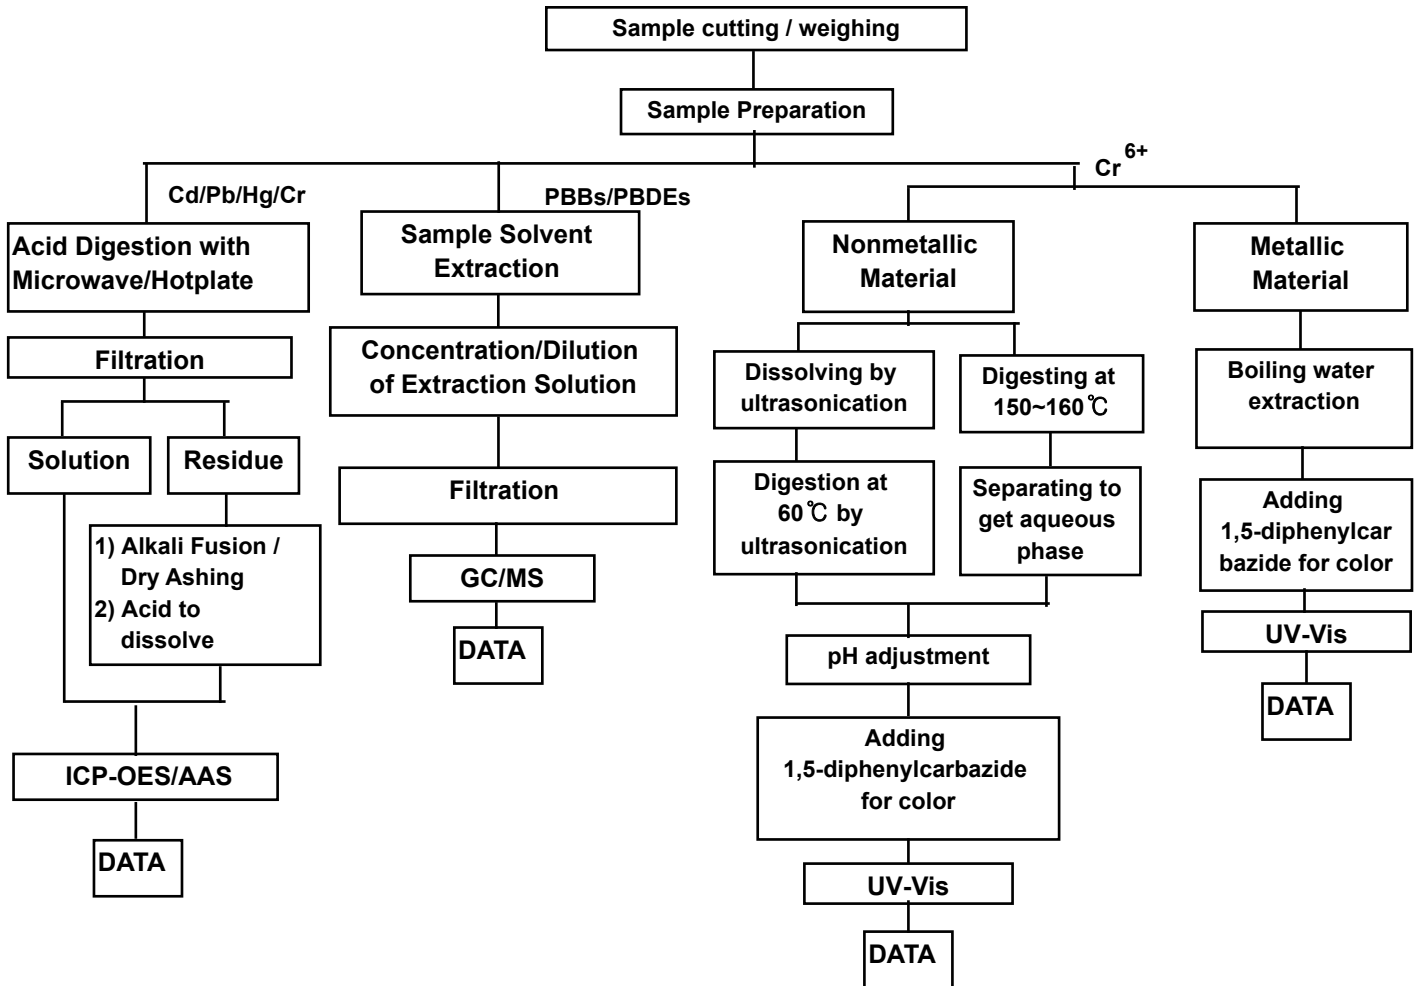 Sample cutting / weighing
Sample Preparation
Cd/Pb/Hg/Cr
Acid Digestion with
Microwave/Hotplate
Filtration
Solution
Residue
1) Alkali Fusion /
Dry Ashing
2) Acid to
dissolve
ICP-OES/AAS
DATA
PBBs/PBDEs
Sample Solvent
Extraction
Concentration/Dilution
of Extraction Solution
Filtration
GC/MS
DATA
Cr 6+
Nonmetallic
Material
Dissolving by
ultrasonication
Digestion at
60℃ by
ultrasonication
Digesting at
150~160℃
Separating to
get aqueous
phase
pH adjustment
Adding
1,5-diphenylcarbazide
for color
UV-Vis
DATA
Metallic
Material
Boiling water
extraction
Adding
1,5-diphenylcar
bazide for color
UV-Vis
DATA